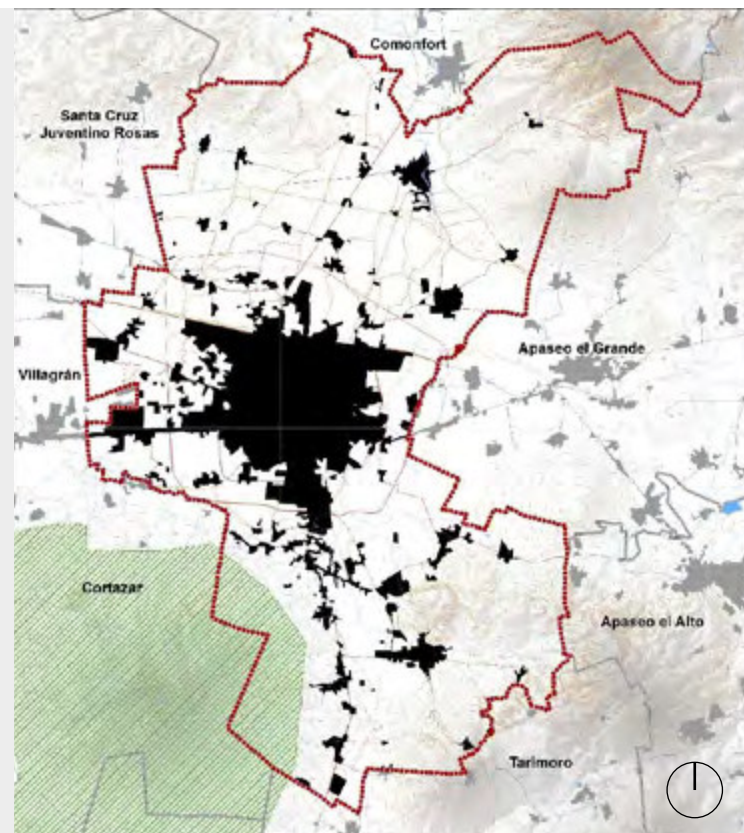 Comonfort
Santa Cruz
Juventino Rosas
Apaseo el Grande
Villagrán
Cortazar
Apaseo el Alto
Tarimoro